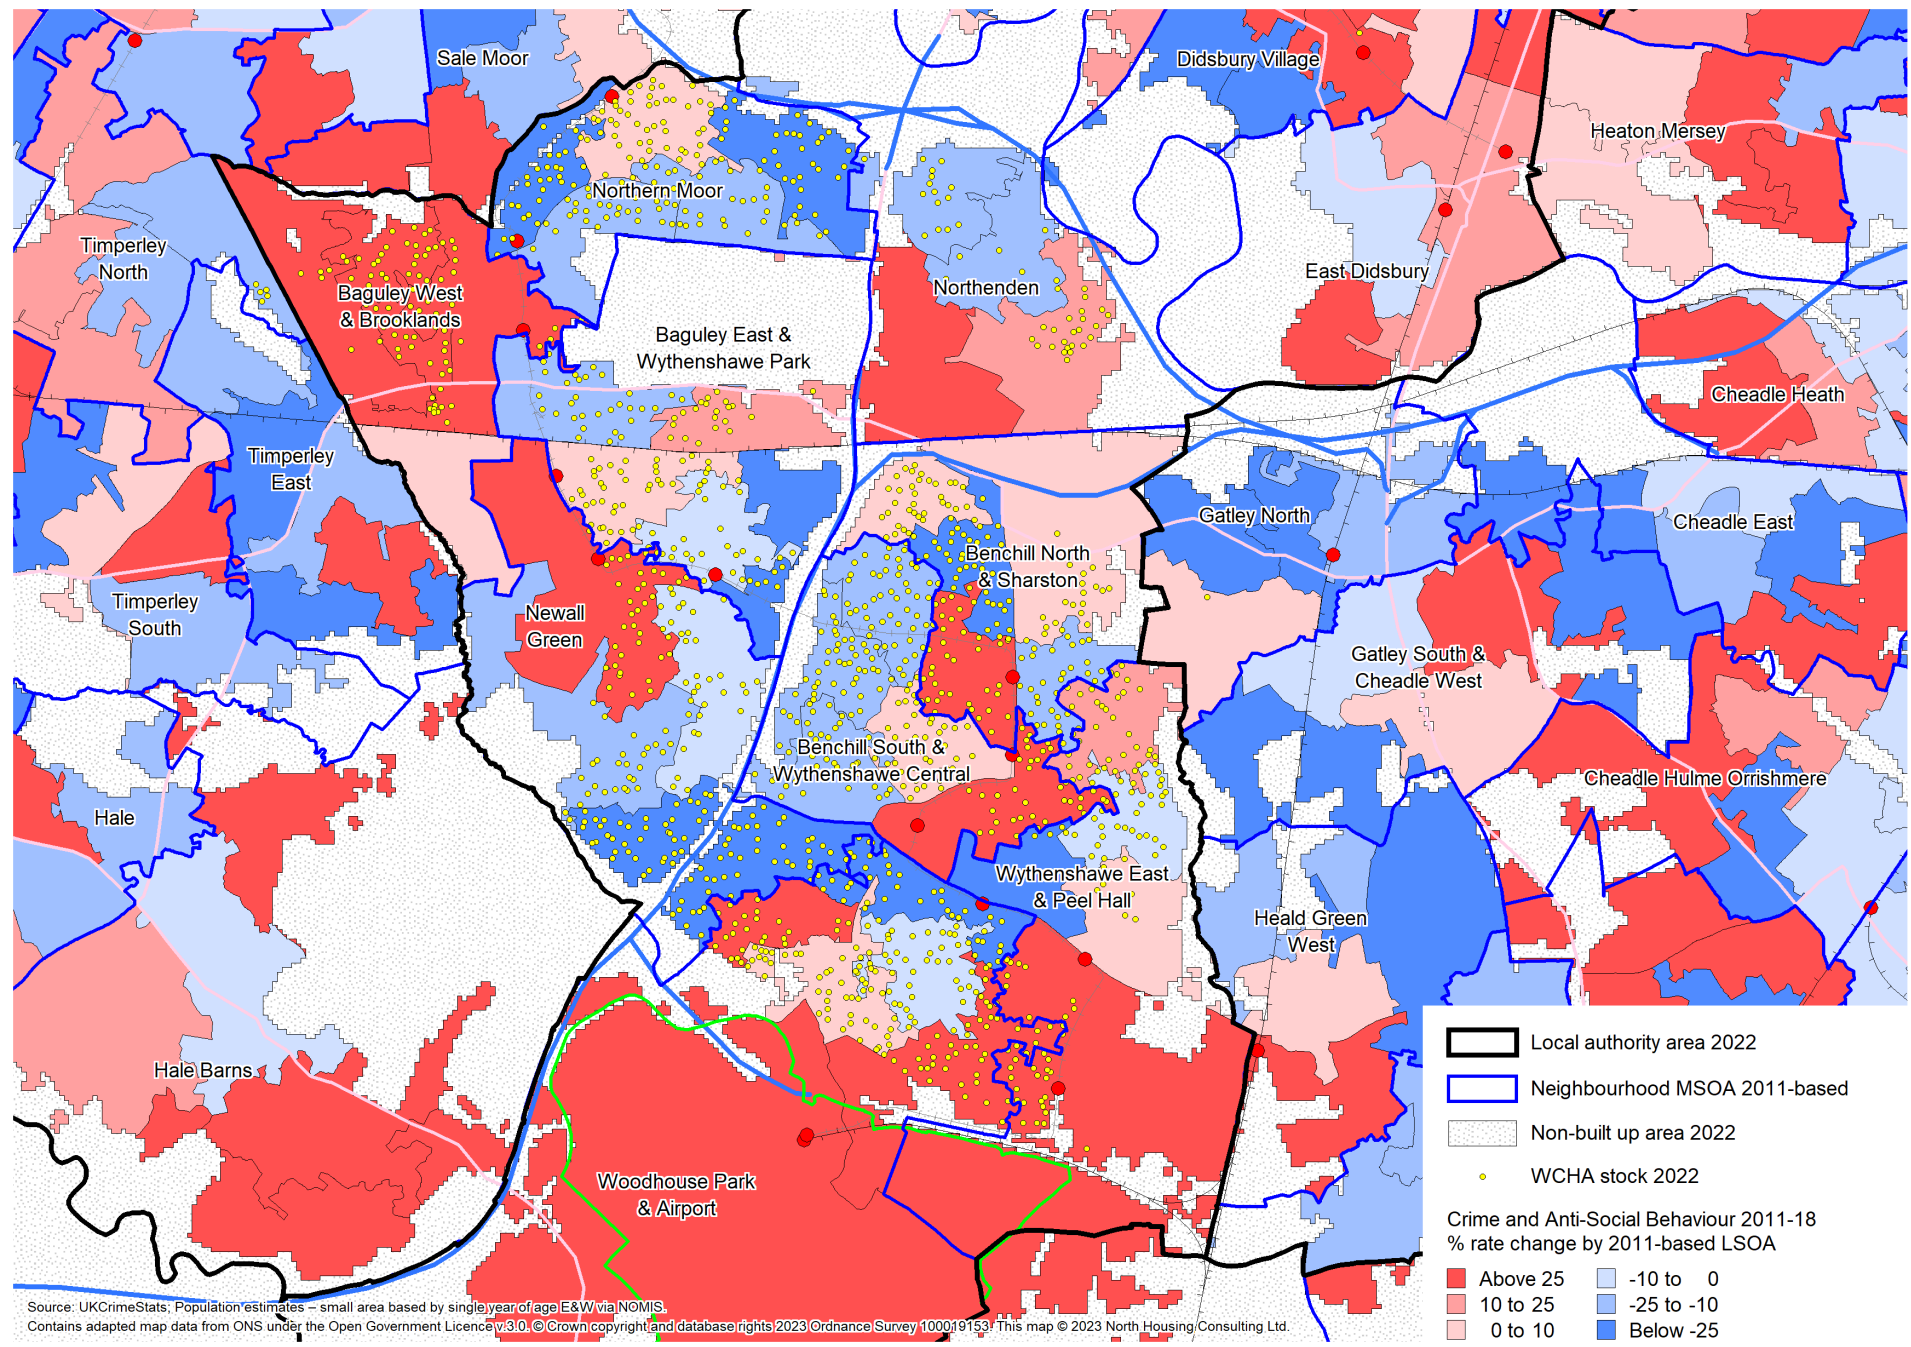 Sale Moor
Didsbury Village
Heaton Mersey
Northern Moor
Timperley
North
East Didsbury
Baguley West
& Brooklands
Northenden
Baguley East &
Wythenshawe Park
Cheadle Heath
Timperley
East
Gatley North
Cheadle East
Benchill North
& Sharston
Timperley
South
Newall
Green
Gatley South &
Cheadle West
Benchill South &
Wythenshawe Central
Cheadle Hulme Orrishmere
Hale
Wythenshawe East
& Peel Hall
Heald Green
West
Hale Barns
Woodhouse Park
& Airport
Local authority area 2022
Neighbourhood MSOA 2011-based
Non-built up area 2022
WCHA stock 2022
Crime and Anti-Social Behaviour 2011-18
% rate change by 2011-based LSOA
Above 25
10 to 25
0 to 10
-10 to 0
-25 to -10
Below -25
Source: UKCrimeStats; Population estimates – small area based by single year of age E&W via NOMIS.
Contains adapted map data from ONS under the Open Government Licence v.3.0. © Crown copyright and database rights 2023 Ordnance Survey 100019153. This map © 2023 North Housing Consulting Ltd.